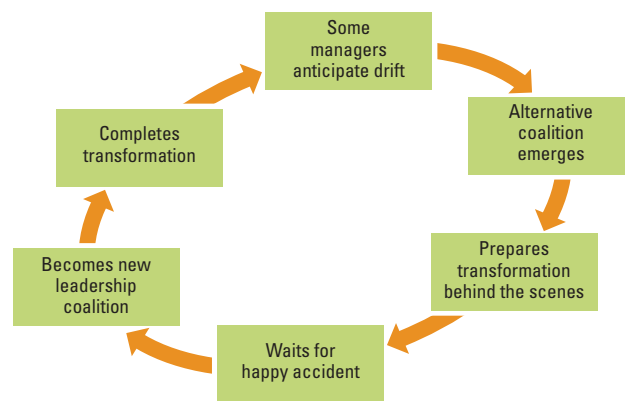 Some
managers
anticipate drift
Alternative
coalition
emerges
Prepares
transformation
behind the scenes
Waits for
happy accident
Becomes new
leadership
coalition
Completes
transformation